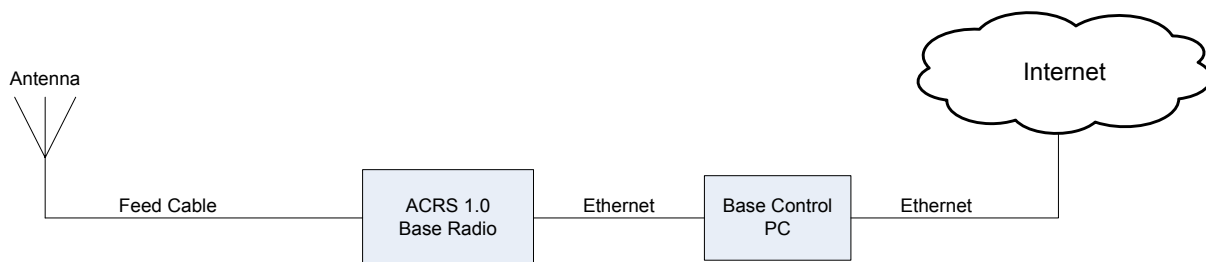 Antenna
Internet
Feed Cable
ACRS 1.0
Base Radio
Ethernet
Base Control
PC
Ethernet